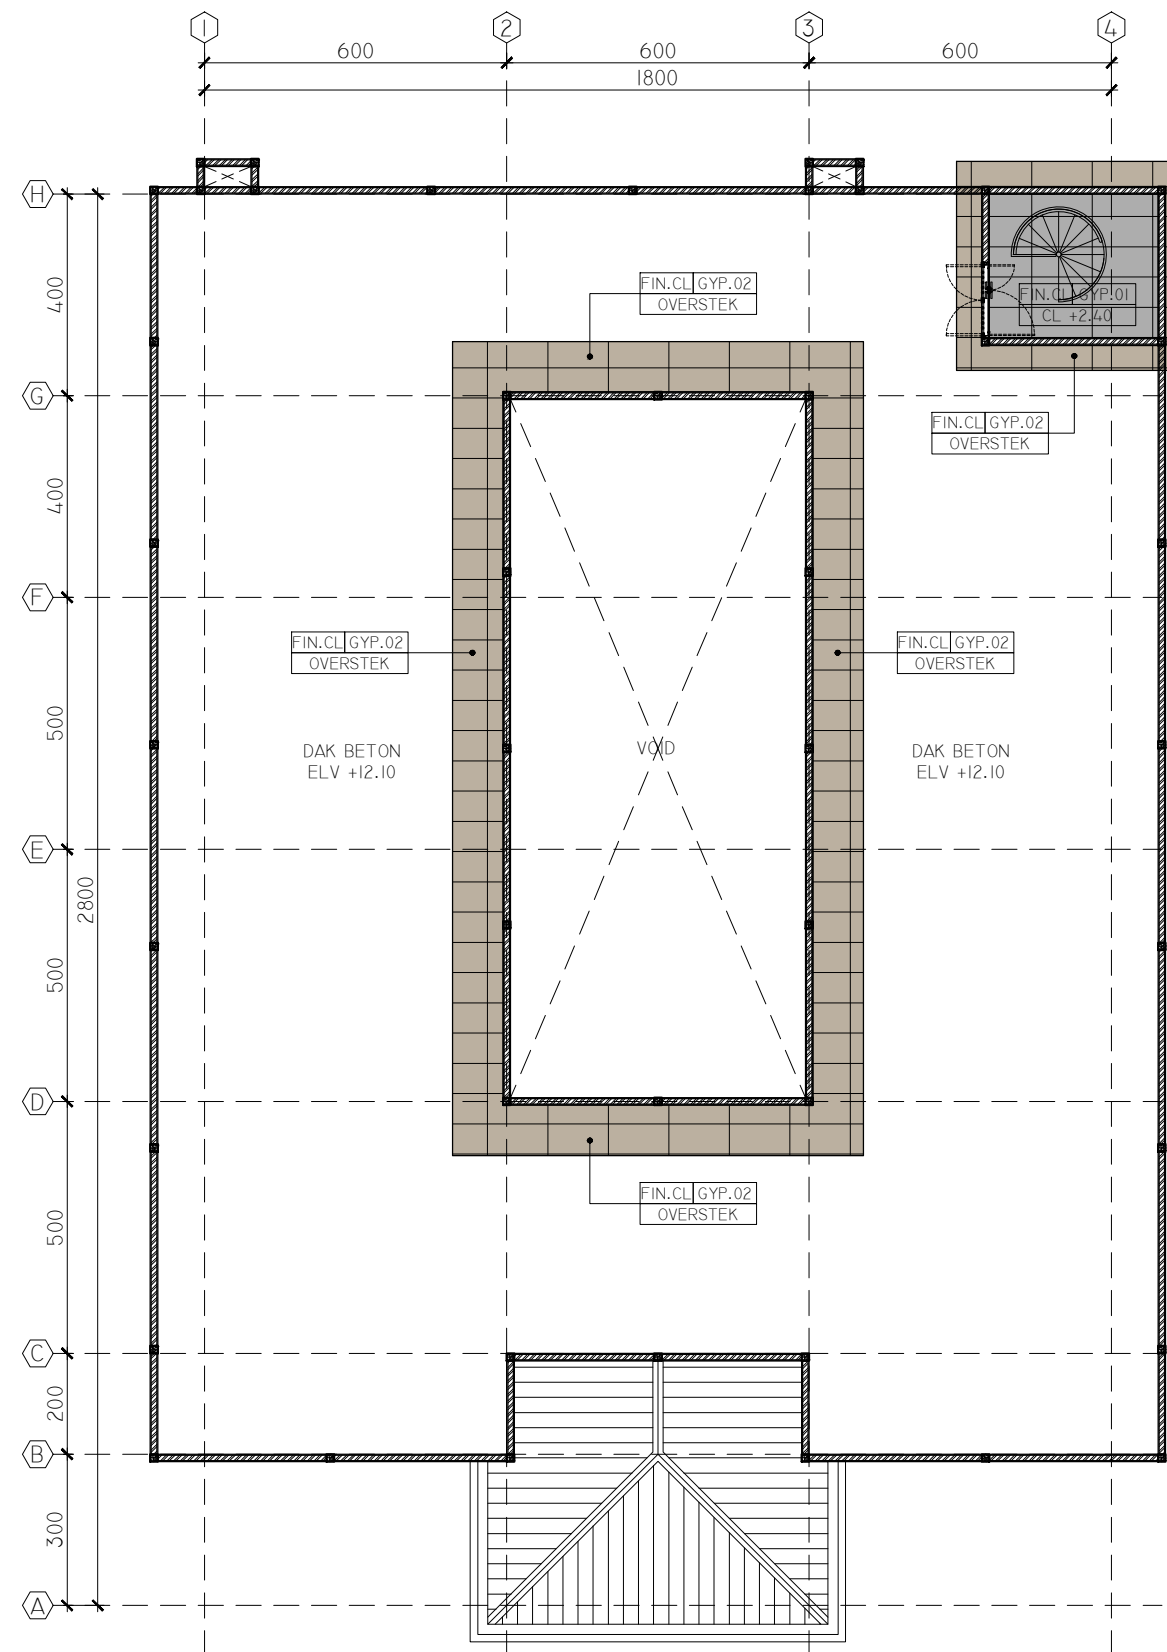 1 2 3 4
600 600 600
1800
H
400
FIN.CL GYP.02
OVERSTEK
FIN.CL GYP.01
CL +2.40
G
FIN.CL GYP.02
OVERSTEK
400
F
FIN.CL GYP.02
OVERSTEK
FIN.CL GYP.02
OVERSTEK
500
DAK BETON
ELV +12.10
VOID
DAK BETON
ELV +12.10
E
2800
500
D
FIN.CL GYP.02
OVERSTEK
500
C
200
B
300
A